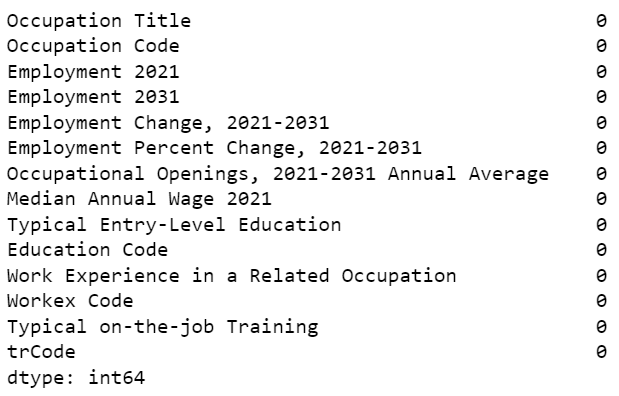 Occupation Title 0
Occupation Code 0
Employment 2021 0
Employment 2031 0
Employment Change, 2021-2031 0
Employment Percent Change, 2021-2031 0
Occupational Openings, 2021-2031 Annual Average 0
Median Annual Wage 2021 0
Typical Entry-Level Education 0
Education Code 0
Work Experience in a Related Occupation 0
Workex Code 0
Typical on-the-job Training 0
trCode 0
dtype: int64